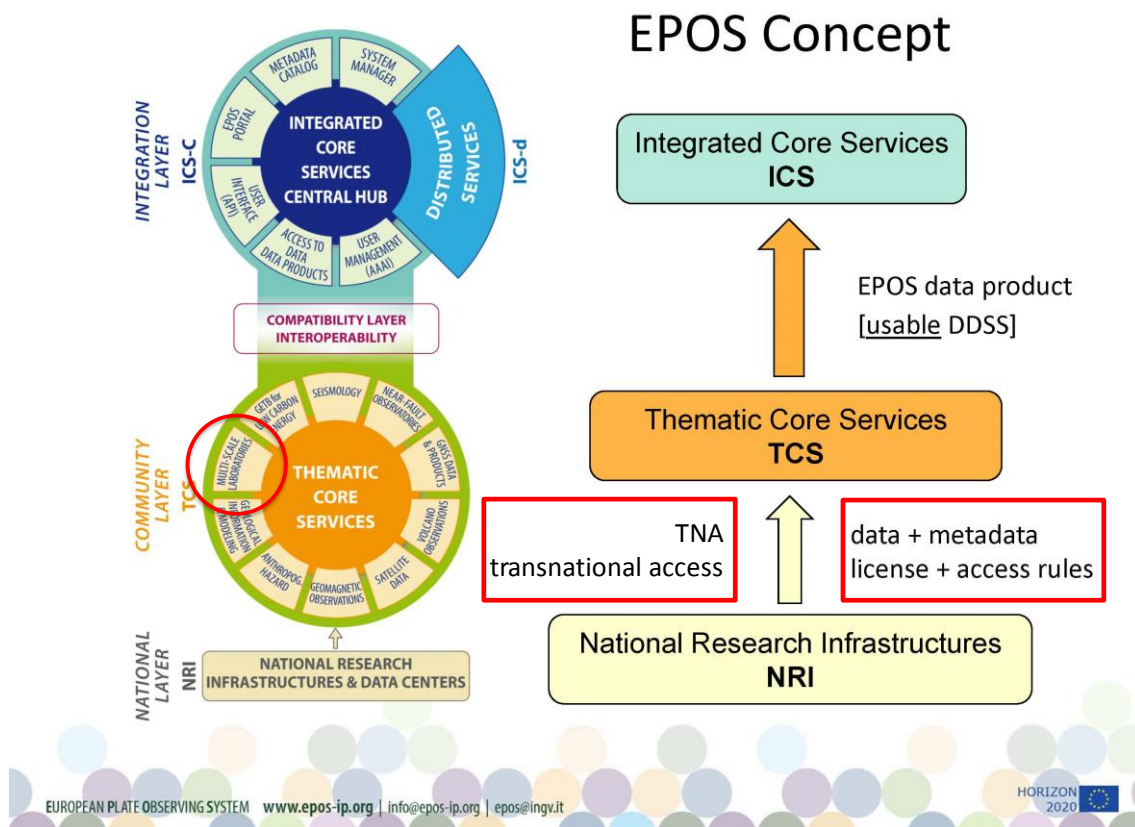 EPOS Concept
INTEGRATION
LAYER
ICS-C
METADATA
CATALOG
SYSTEM
MANAGER
EPOS
PORTAL
USER
INTERFACE
(API)
ACCESS TO
DATA
DATA PRODUCTS
USER
MANAGEMENT
(AAAI)
INTEGRATED
CORE
SERVICES
CENTRAL HUB
DISTRIBUTED
SERVICES
ICS-d
COMPATIBILITY LAYER
INTEROPERABILITY
COMMUNITY
LAYER
TCS
GETB for
LOW CARBON
ENERGY
SEISMOLOGY
NEAR-FAULT
OBSERVATORIES
GNSS DATA
& PRODUCTS
VOLCANO
OBSERVATIONS
SATELLITE
DATA
GEOMAGNETIC
OBSERVATIONS
ANTHROPOG.
HAZARD
GEOLOGICAL
INFORMATION
& MODELING
MULTI-SCALE
LABORATORIES
THEMATIC
CORE
SERVICES
NATIONAL
LAYER
NRI
NATIONAL RESEARCH
INFRASTRUCTURES & DATA CENTERS
Integrated Core Services
ICS
EPOS data product
[usable DDSS]
Thematic Core Services
TCS
TNA
transnational access
data + metadata
license + access rules
National Research Infrastructures
NRI
EUROPEAN PLATE OBSERVING SYSTEM www.epos-ip.org | info@epos-ip.org | epos@ingv.it
HORIZON
2020